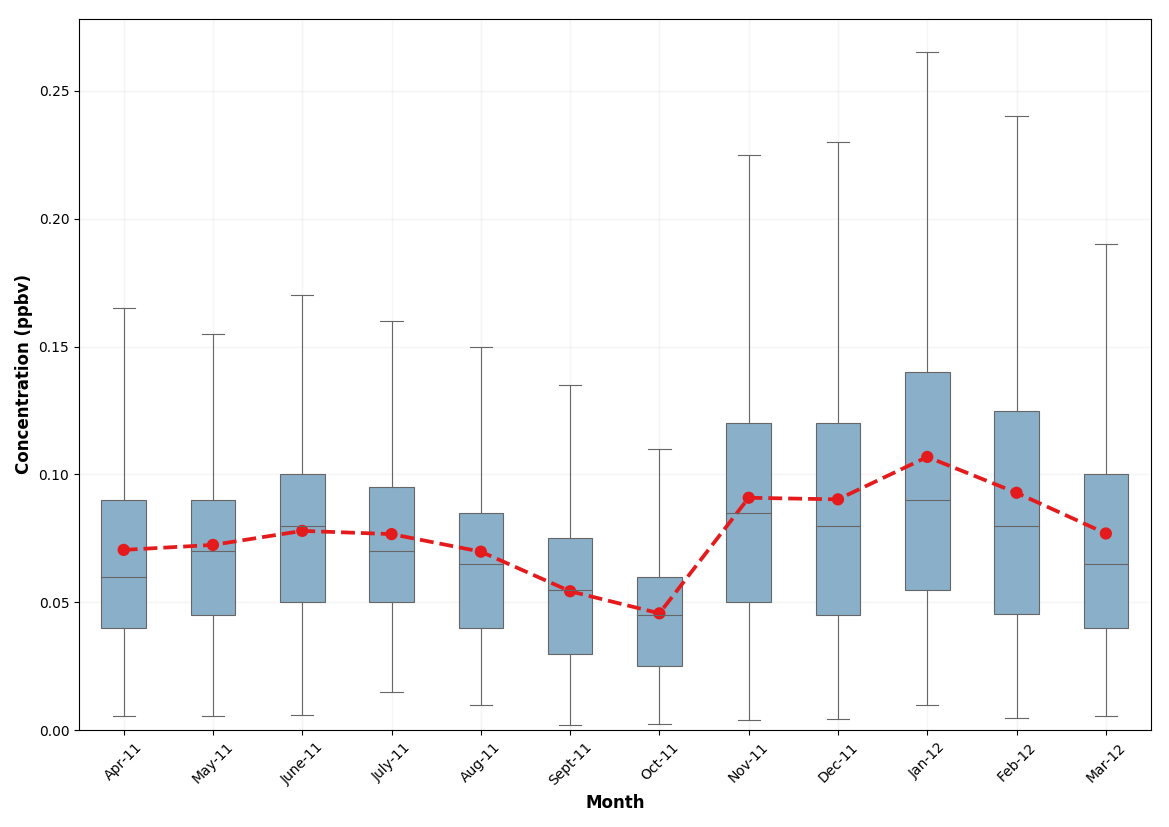 Concentration (ppbv)
0.25
0.20
0.15
0.10
0.05
0.00
Apr-11
May-11
June-11
July-11
Aug-11
Sept-11
Oct-11
Nov-11
Dec-11
Jan-12
Feb-12
Mar-12
Month